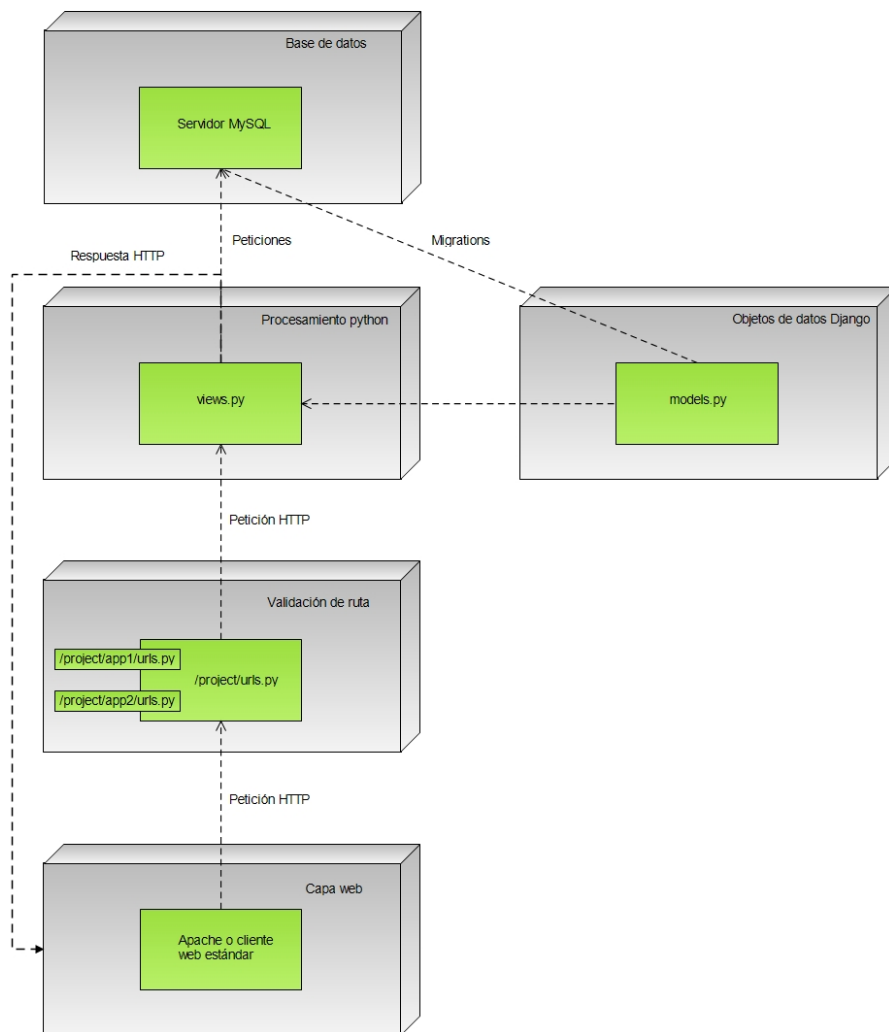 Base de datos
Servidor MySQL
Respuesta HTTP
Peticiones
Migrations
Procesamiento python
Objetos de datos Django
views.py
models.py
Petición HTTP
Validación de ruta
/project/app1/urls.py
/project/urls.py
/project/app2/urls.py
Petición HTTP
Capa web
Apache o cliente
web estándar